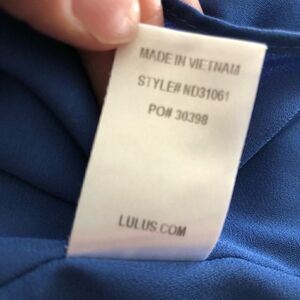 MADE IN VIETNAM
STYLE# ND31061
PO# 30398
LULUS.COM